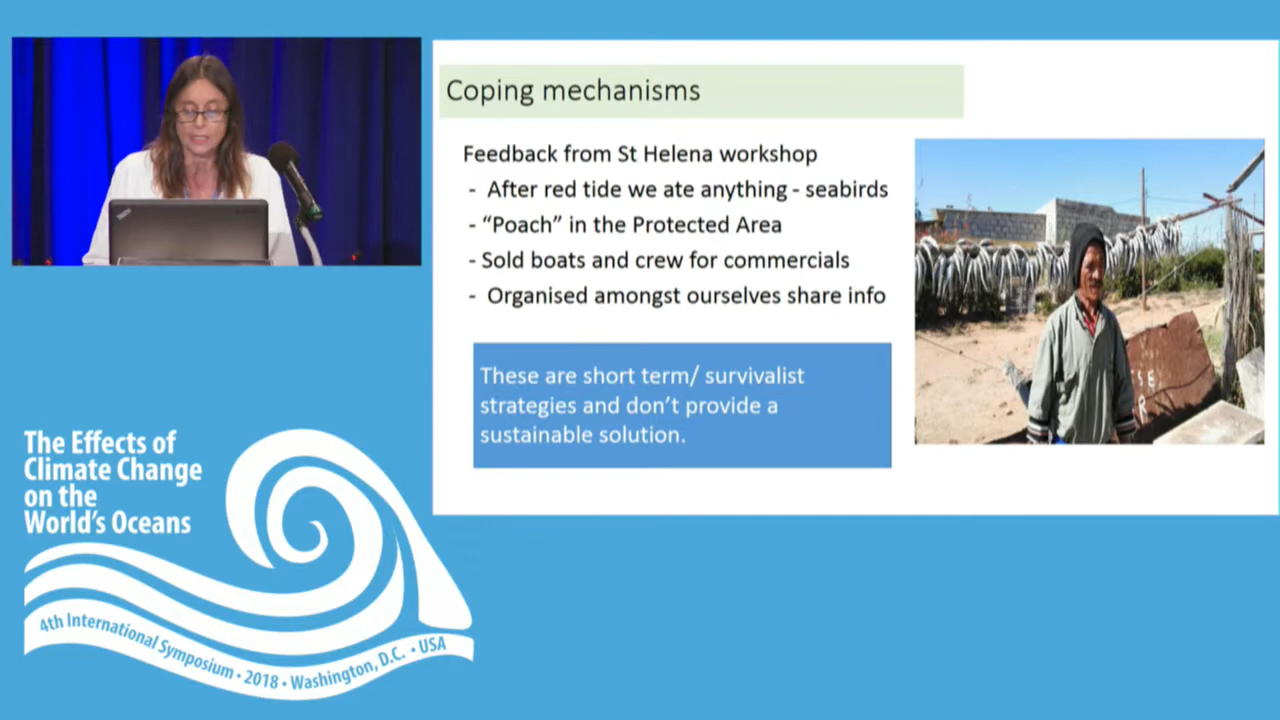 Coping mechanisms
Feedback from St Helena workshop
- After red tide we ate anything - seabirds
- “Poach” in the Protected Area
- Sold boats and crew for commercials
- Organised amongst ourselves share info
These are short term/ survivalist
strategies and don’t provide a
sustainable solution.
The Effects of
Climate Change
on the
World’s Oceans
4th International Symposium • 2018 • Washington, D.C. • USA